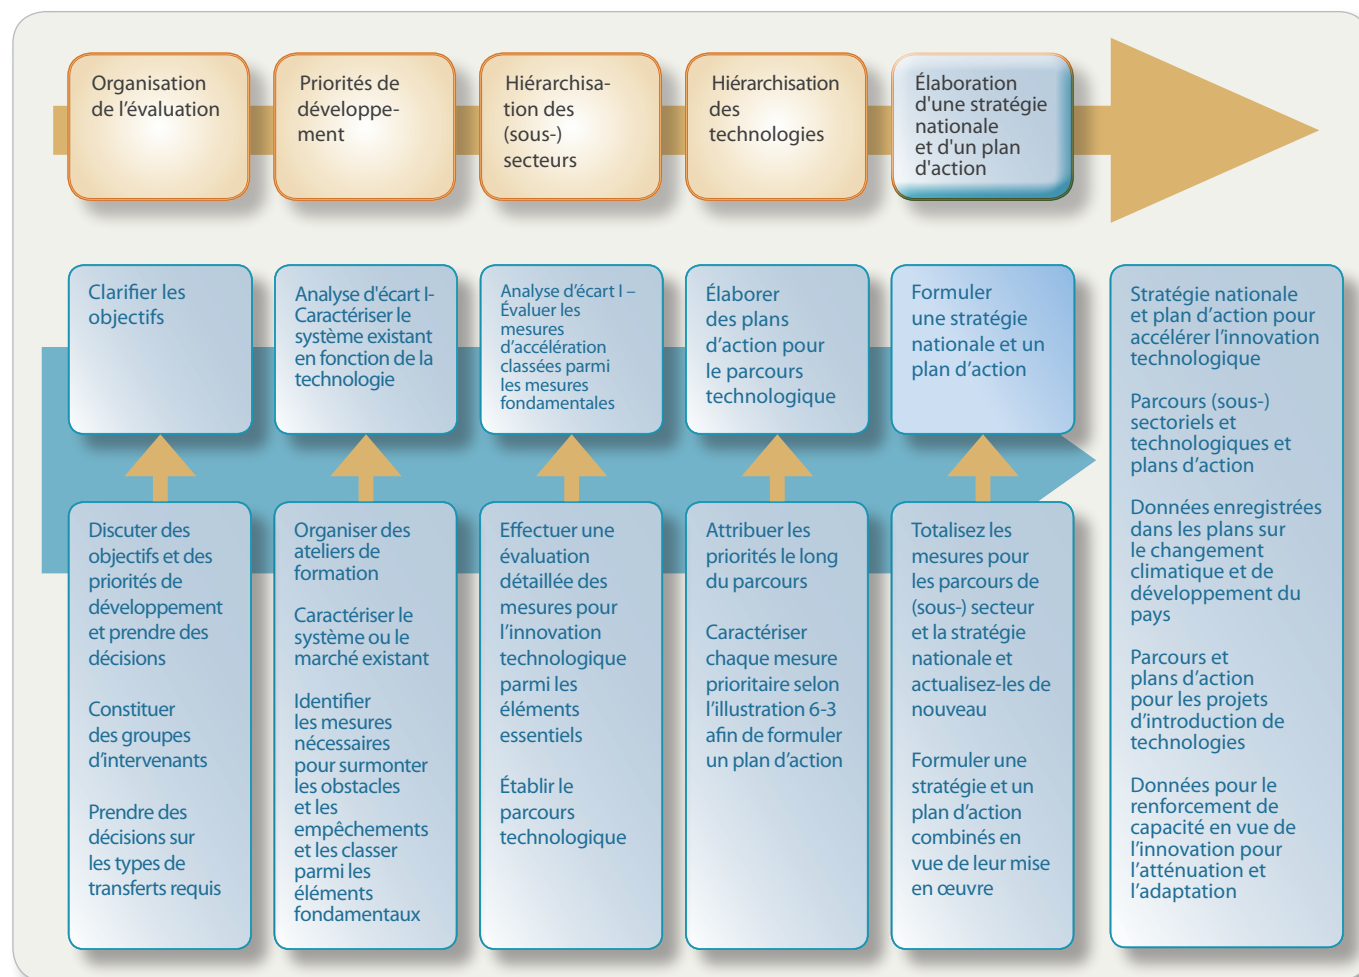 Organisation
de l’évaluation
Priorités de
développe-
ment
Hiérarchisa-
tion des
(sous-)
secteurs
Hiérarchisation
des
technologies
Élaboration
d'une stratégie
nationale
et d'un plan
d'action
Clarifier les
objectifs
Analyse d'écart I-
Caractériser le
système existant
en fonction de la
technologie
Analyse d’écart I –
Évaluer les
mesures
d’accélération
classées parmi
les mesures
fondamentales
Élaborer
des plans
d’action pour
le parcours
technologique
Formuler
une stratégie
nationale et un
plan d’action
Discuter des
objectifs et des
priorités de
développement
et prendre des
décisions
Constituer
des groupes
d’intervenants
Prendre des
décisions sur
les types de
transferts requis
Organiser des
ateliers de
formation
Caractériser le
système ou le
marché existant
Identifier
les mesures
nécessaires
pour surmonter
les obstacles
et les
empêchements
et les classer
parmi les
éléments
fondamentaux
Effectuer une
évaluation
détaillée des
mesures pour
l’innovation
technologique
parmi les
éléments
essentiels
Établir le
parcours
technologique
Attribuer les
priorités le long
du parcours
Caractériser
chaque mesure
prioritaire selon
l’illustration 6-3
afin de formuler
un plan d’action
Totalisez les
mesures pour
les parcours de
(sous-) secteur
et la stratégie
nationale et
actualisez-les de
nouveau
Formuler une
stratégie et un
plan d’action
combinés en
vue de leur mise
en œuvre
Stratégie nationale
et plan d’action pour
accélérer l’innovation
technologique
Parcours (sous-)
sectoriels et
technologiques et
plans d’action
Données enregistrées
dans les plans sur
le changement
climatique et de
développement du
pays
Parcours et
plans d’action
pour les projets
d’introduction de
technologies
Données pour le
renforcement de
capacité en vue de
l’innovation pour
l’atténuation et
l’adaptation